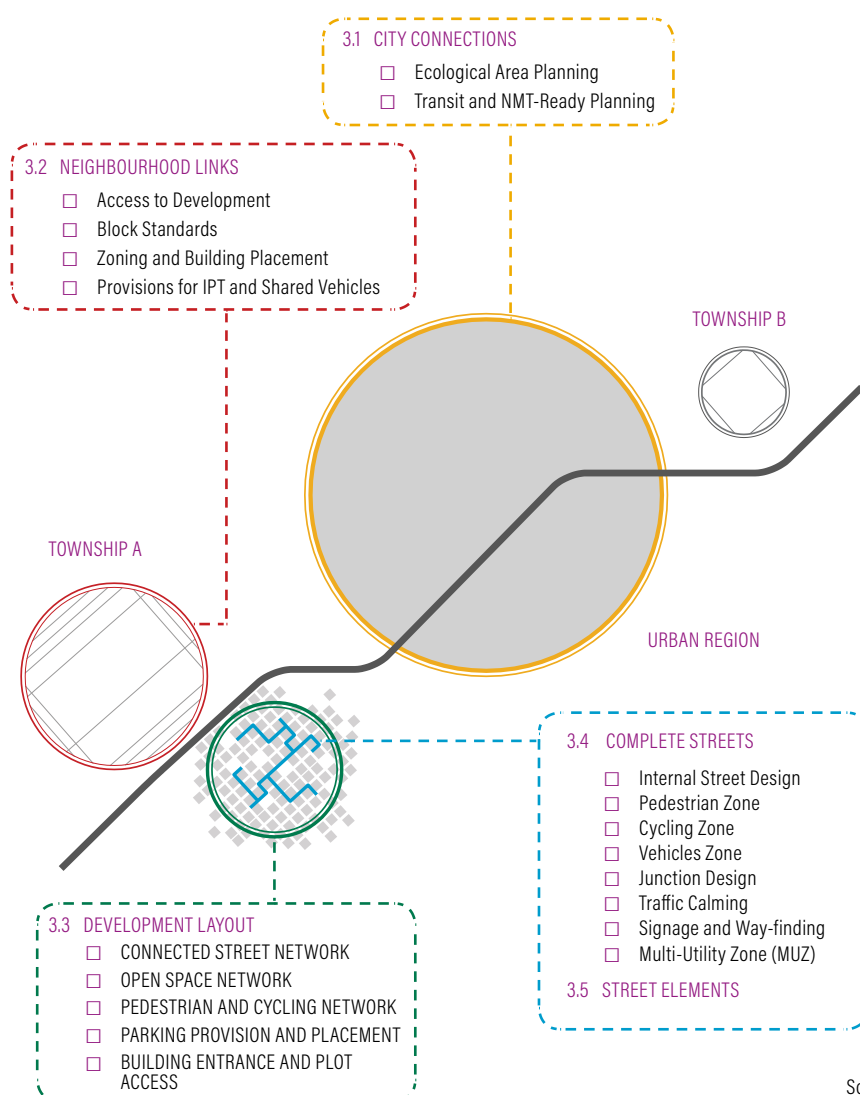 3.1 CITY CONNECTIONS
☐ Ecological Area Planning
☐ Transit and NMT-Ready Planning
3.2 NEIGHBOURHOOD LINKS
☐ Access to Development
☐ Block Standards
☐ Zoning and Building Placement
☐ Provisions for IPT and Shared Vehicles
TOWNSHIP B
TOWNSHIP A
URBAN REGION
3.4 COMPLETE STREETS
☐ Internal Street Design
☐ Pedestrian Zone
☐ Cycling Zone
☐ Vehicles Zone
☐ Junction Design
☐ Traffic Calming
☐ Signage and Way-finding
☐ Multi-Utility Zone (MUZ)
3.5 STREET ELEMENTS
3.3 DEVELOPMENT LAYOUT
☐ CONNECTED STREET NETWORK
☐ OPEN SPACE NETWORK
☐ PEDESTRIAN AND CYCLING NETWORK
☐ PARKING PROVISION AND PLACEMENT
☐ BUILDING ENTRANCE AND PLOT
ACCESS